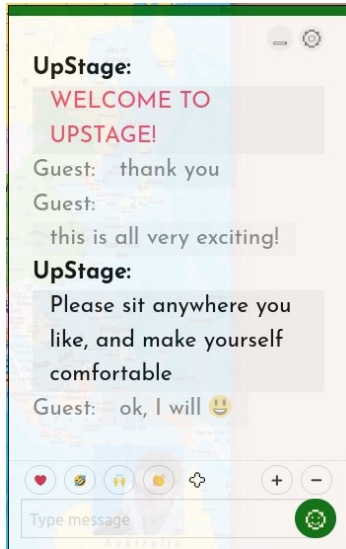 UpStage:
WELCOME TO
UPSTAGE!
Guest: thank you
Guest:
this is all very exciting!
UpStage:
Please sit anywhere you
like, and make yourself
comfortable
Guest: ok, I will 😃
Type message
Australia